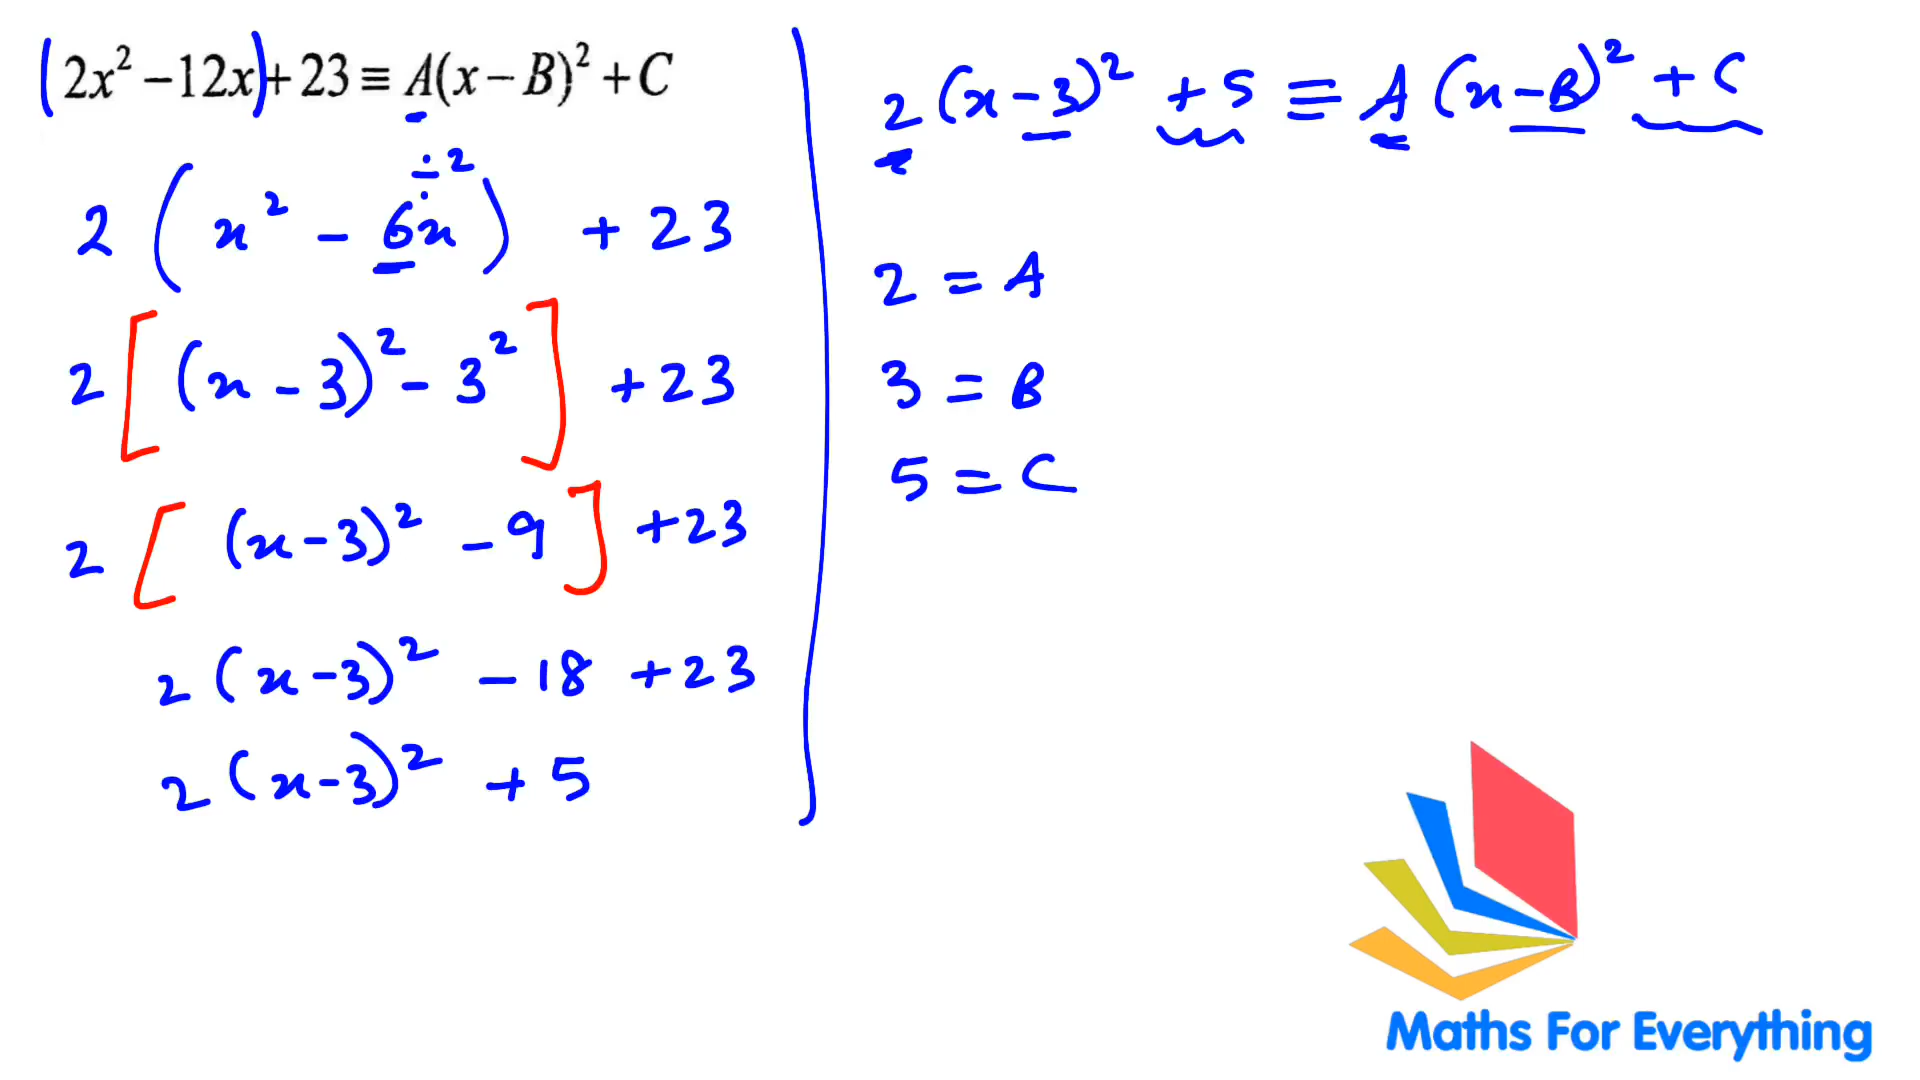 (2x² − 12x) + 23 ≡ A(x − B)² + C
÷2
2 (x² − 6x) + 23
2 [(x − 3)² − 3²] + 23
2 [(x − 3)² − 9] + 23
2 (x − 3)² − 18 + 23
2 (x − 3)² + 5
2 (x − 3)² + 5 ≡ A (x − B)² + C
2 = A
3 = B
5 = C
Maths For Everything